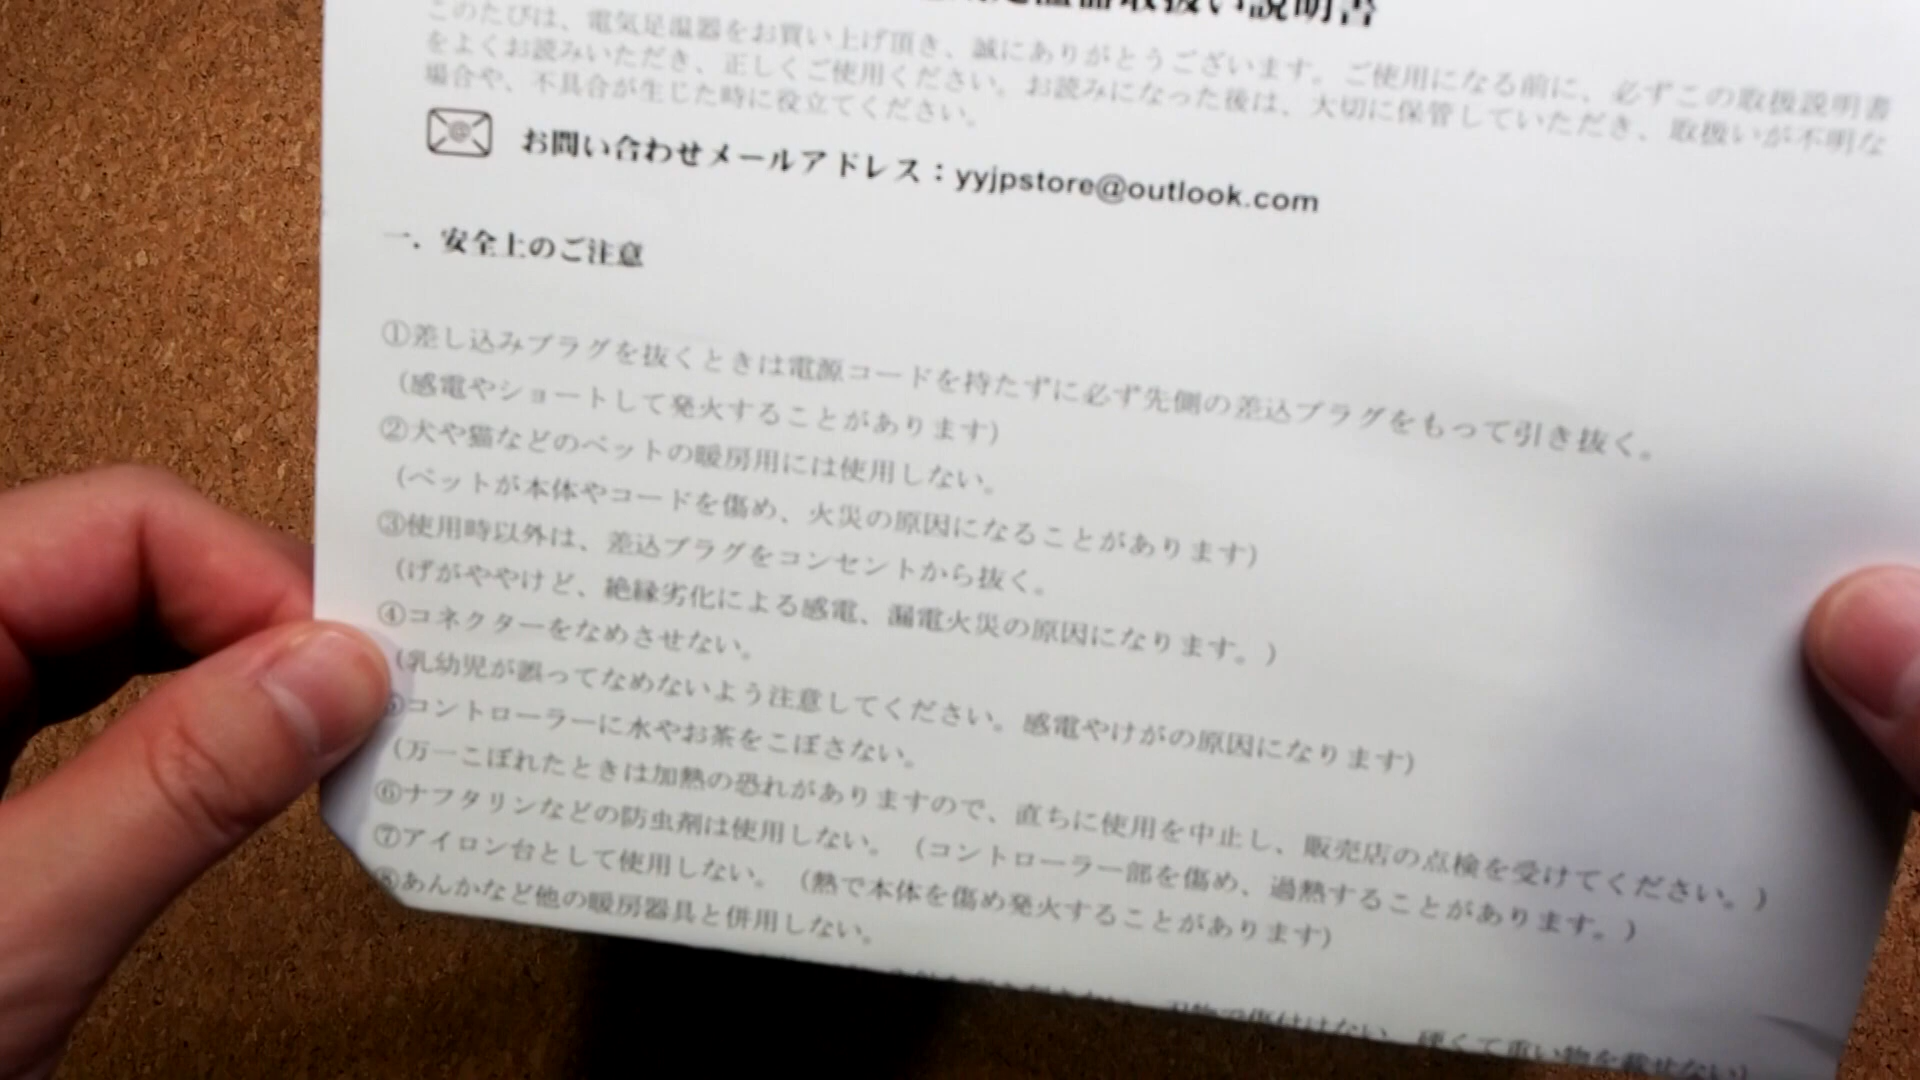 取扱い説明書
このたびは、電気足温器をお買い上げ頂き、誠にありがとうございます。ご使用になる前に、必ずこの取扱説明書
をよくお読みいただき、正しくご使用ください。お読みになった後は、大切に保管していただき、取扱いが不明な
場合や、不具合が生じた時に役立てください。
お問い合わせメールアドレス：yyjpstore@outlook.com
一．安全上のご注意
①差し込みプラグを抜くときは電源コードを持たずに必ず先側の差込プラグをもって引き抜く。
（感電やショートして発火することがあります）
②犬や猫などのペットの暖房用には使用しない。
（ペットが本体やコードを傷め、火災の原因になることがあります）
③使用時以外は、差込プラグをコンセントから抜く。
（げがややけど、絶縁劣化による感電、漏電火災の原因になります。）
④コネクターをなめさせない。
（乳幼児が誤ってなめないよう注意してください。感電やけがの原因になります）
⑤コントローラーに水やお茶をこぼさない。
（万一こぼれたときは加熱の恐れがありますので、直ちに使用を中止し、販売店の点検を受けてください。）
⑥ナフタリンなどの防虫剤は使用しない。（コントローラー部を傷め、過熱することがあります。）
⑦アイロン台として使用しない。（熱で本体を傷め発火することがあります）
⑧あんかなど他の暖房器具と併用しない。
刃物で傷付けない、硬くて重い物を載せない）